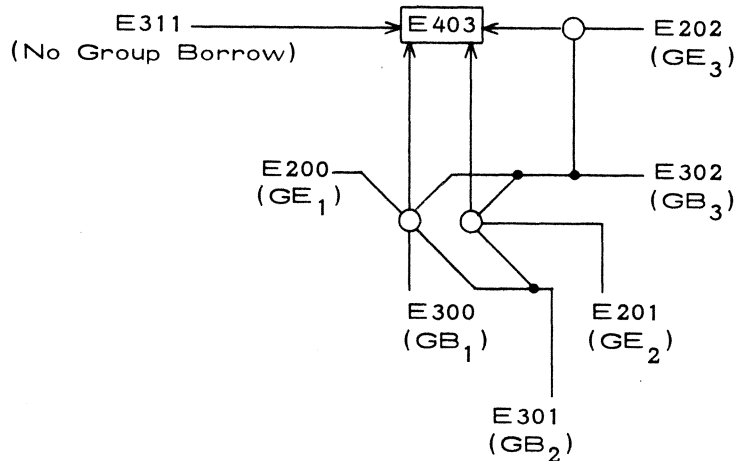 E311
(No Group Borrow)
E403
E202
(GE3)
E200
(GE1)
E302
(GB3)
E300
(GB1)
E201
(GE2)
E301
(GB2)